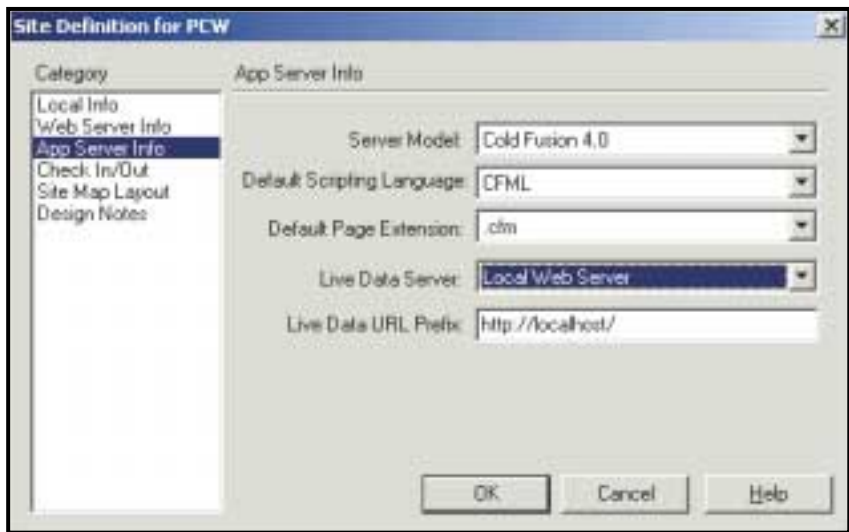 Site Definition for PCW
Category
App Server Info
Local Info
Web Server Info
App Server Info
Check In/Out
Site Map Layout
Design Notes
Server Model: Cold Fusion 4.0
Default Scripting Language: CFML
Default Page Extension: .cfm
Live Data Server: Local Web Server
Live Data URL Prefix: http://localhost/
OK Cancel Help